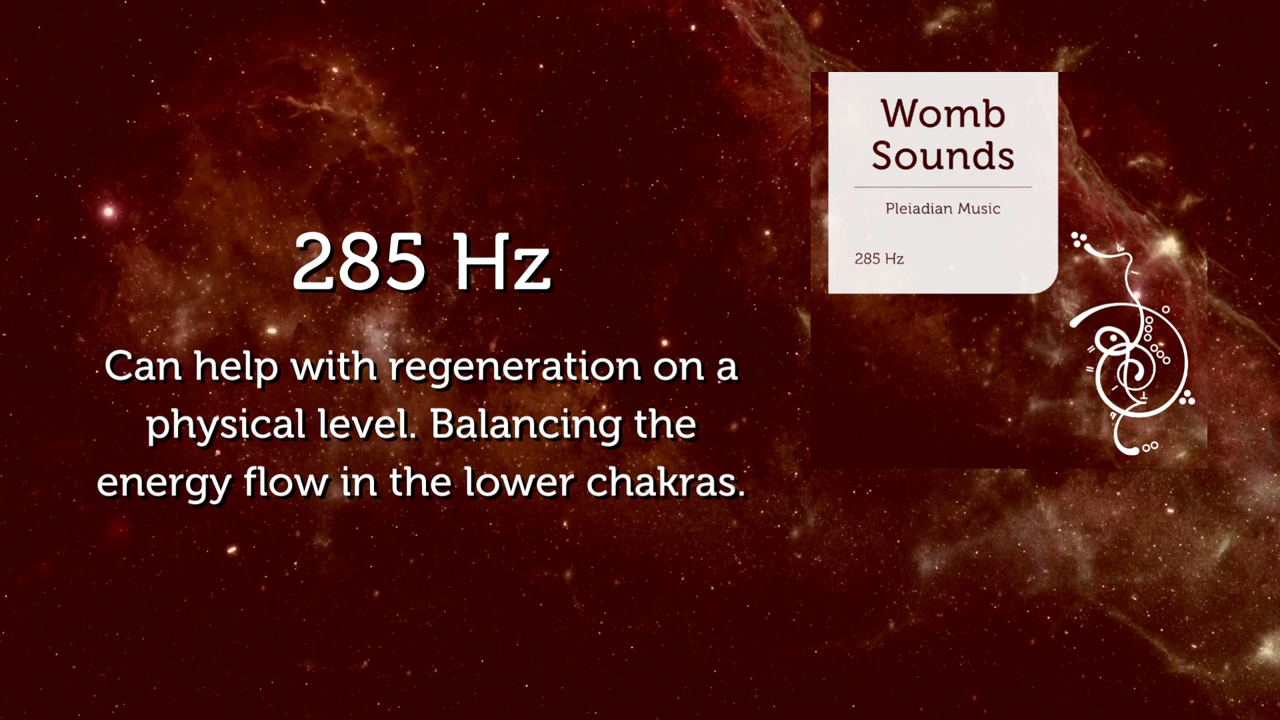 285 Hz
Can help with regeneration on a
physical level. Balancing the
energy flow in the lower chakras.
Womb
Sounds
Pleiadian Music
285 Hz